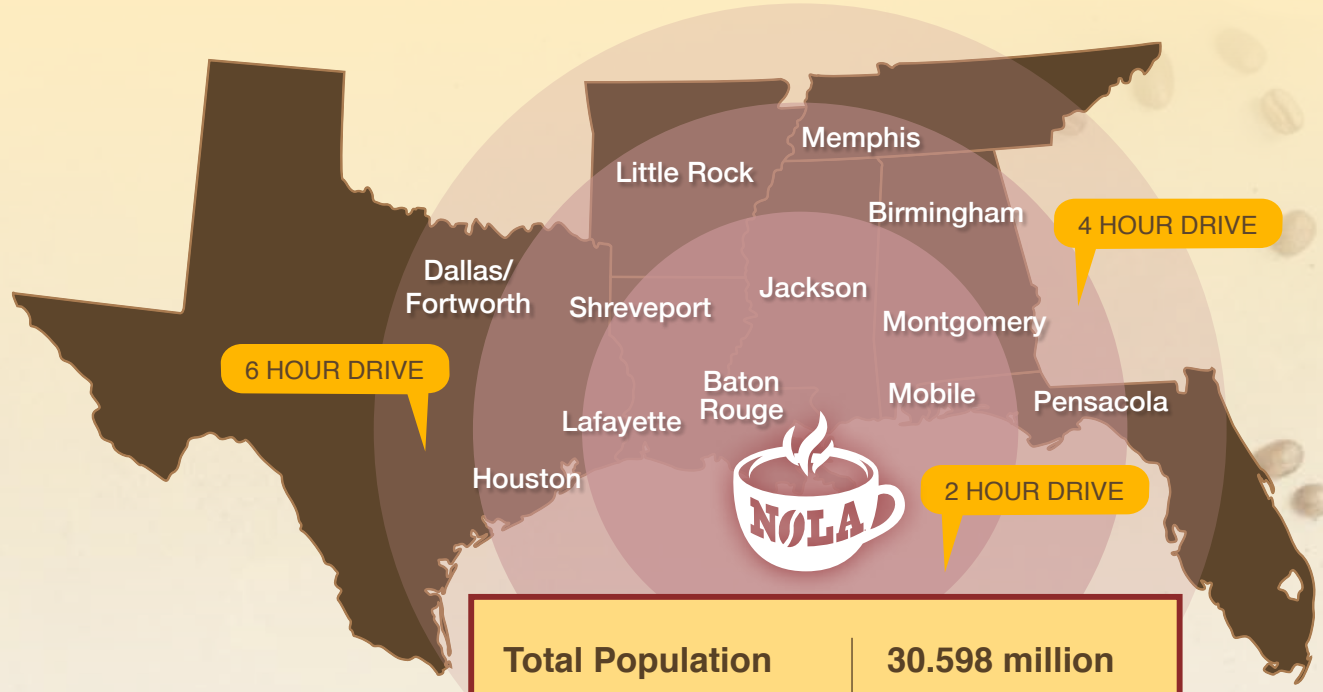 Memphis
Little Rock
Birmingham
4 HOUR DRIVE
Dallas/
Fortworth
Shreveport
Jackson
Montgomery
6 HOUR DRIVE
Baton
Rouge
Mobile
Pensacola
Lafayette
Houston
2 HOUR DRIVE
NOLA
Total Population 30.598 million